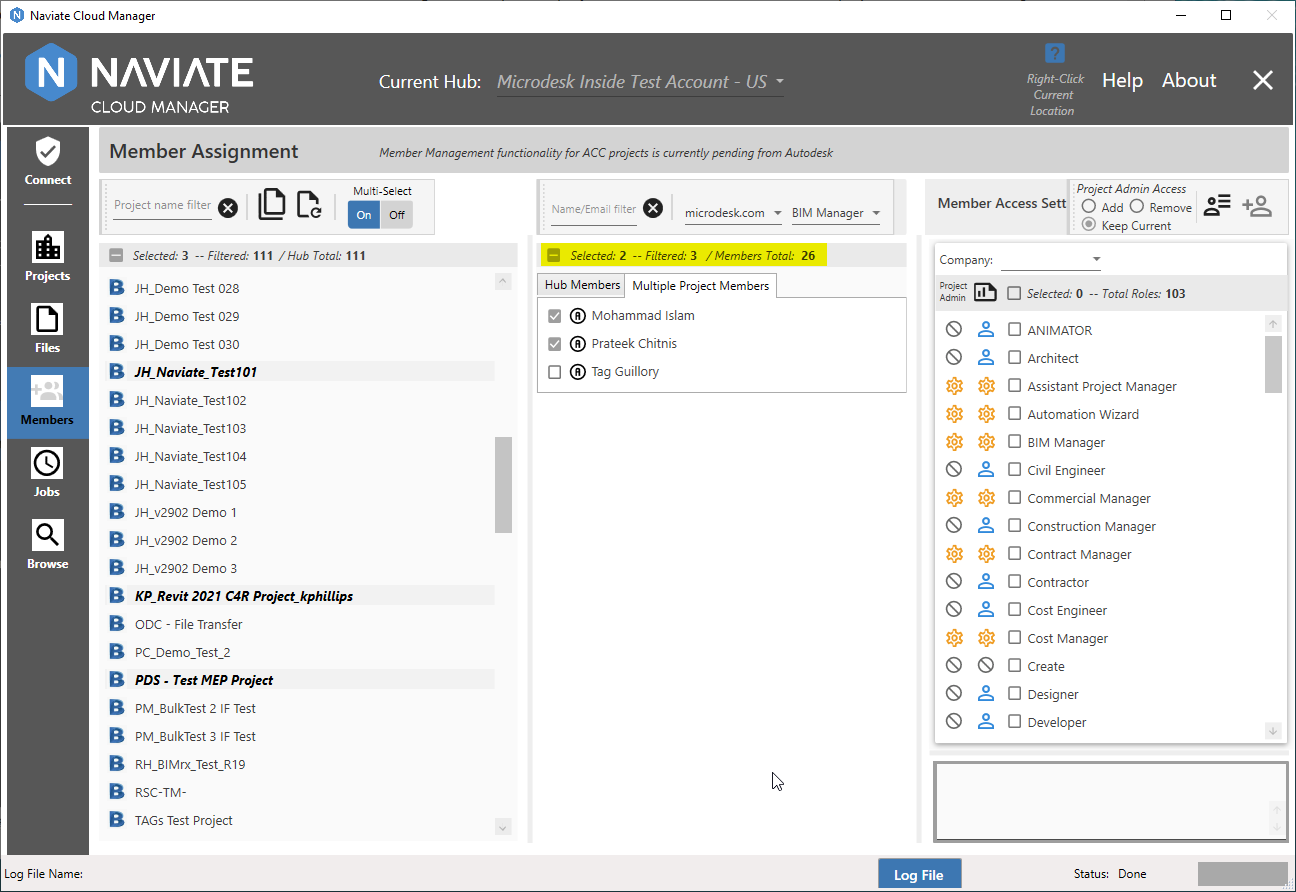 Naviate Cloud Manager
NAVIATE
CLOUD MANAGER
Current Hub: Microdesk Inside Test Account - US
?
Right-Click
Current
Location
Help
About
Connect
Projects
Files
Members
Jobs
Browse
Member Assignment
Member Management functionality for ACC projects is currently pending from Autodesk
Project name filter
Multi-Select
On Off
Selected: 3 -- Filtered: 111 / Hub Total: 111
B JH_Demo Test 028
B JH_Demo Test 029
B JH_Demo Test 030
B JH_Naviate_Test101
B JH_Naviate_Test102
B JH_Naviate_Test103
B JH_Naviate_Test104
B JH_Naviate_Test105
B JH_v2902 Demo 1
B JH_v2902 Demo 2
B JH_v2902 Demo 3
B KP_Revit 2021 C4R Project_kphillips
B ODC - File Transfer
B PC_Demo_Test_2
B PDS - Test MEP Project
B PM_BulkTest 2 IF Test
B PM_BulkTest 3 IF Test
B RH_BIMrx_Test_R19
B RSC-TM-
B TAGs Test Project
Name/Email filter
microdesk.com
BIM Manager
Selected: 2 -- Filtered: 3 / Members Total: 26
Hub Members
Multiple Project Members
A Mohammad Islam
A Prateek Chitnis
A Tag Guillory
Member Access Sett
Project Admin Access
Add Remove
Keep Current
Company:
Project
Admin
Selected: 0 -- Total Roles: 103
ANIMATOR
Architect
Assistant Project Manager
Automation Wizard
BIM Manager
Civil Engineer
Commercial Manager
Construction Manager
Contract Manager
Contractor
Cost Engineer
Cost Manager
Create
Designer
Developer
Log File Name:
Log File
Status: Done